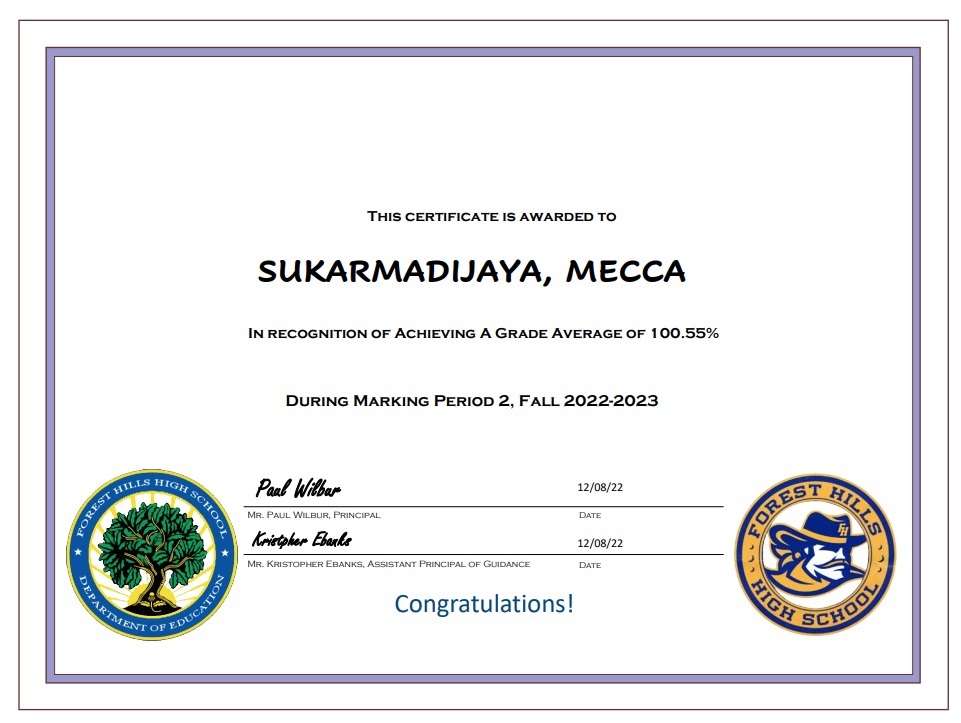 THIS CERTIFICATE IS AWARDED TO
SUKARMADIJAYA, MECCA
IN RECOGNITION OF ACHIEVING A GRADE AVERAGE OF 100.55%
DURING MARKING PERIOD 2, FALL 2022-2023
Paul Wilbur 12/08/22
MR. PAUL WILBUR, PRINCIPAL DATE
Kristpher Ebanks 12/08/22
MR. KRISTOPHER EBANKS, ASSISTANT PRINCIPAL OF GUIDANCE DATE
Congratulations!
FOREST HILLS HIGH SCHOOL
DEPARTMENT OF EDUCATION
FOREST HILLS
FH
HIGH SCHOOL